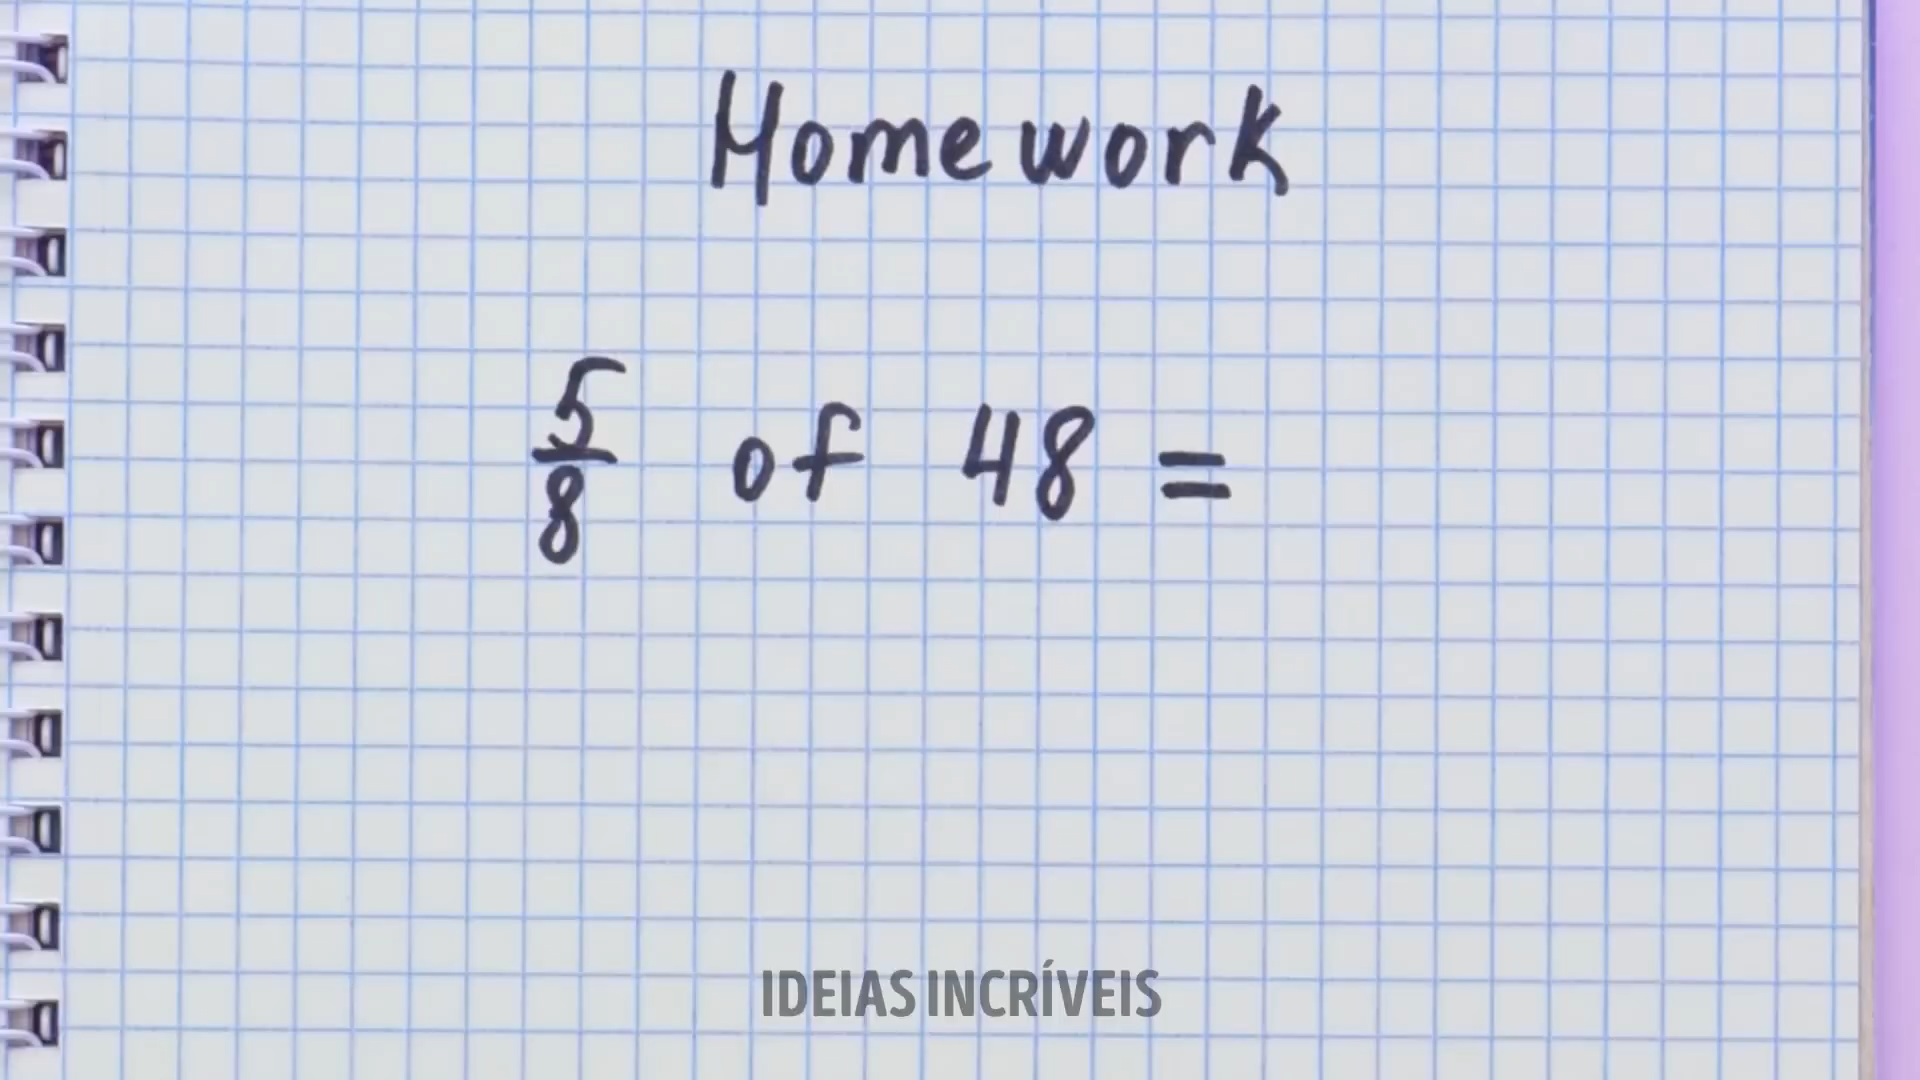 Homework
5/8 of 48 =
IDEIAS INCRÍVEIS